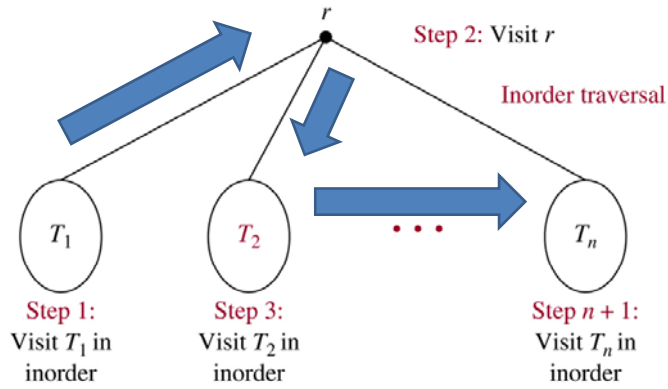 r
Step 2: Visit r
Inorder traversal
T₁
T₂
. . .
Tₙ
Step 1:
Visit T₁ in
inorder
Step 3:
Visit T₂ in
inorder
Step n + 1:
Visit Tₙ in
inorder